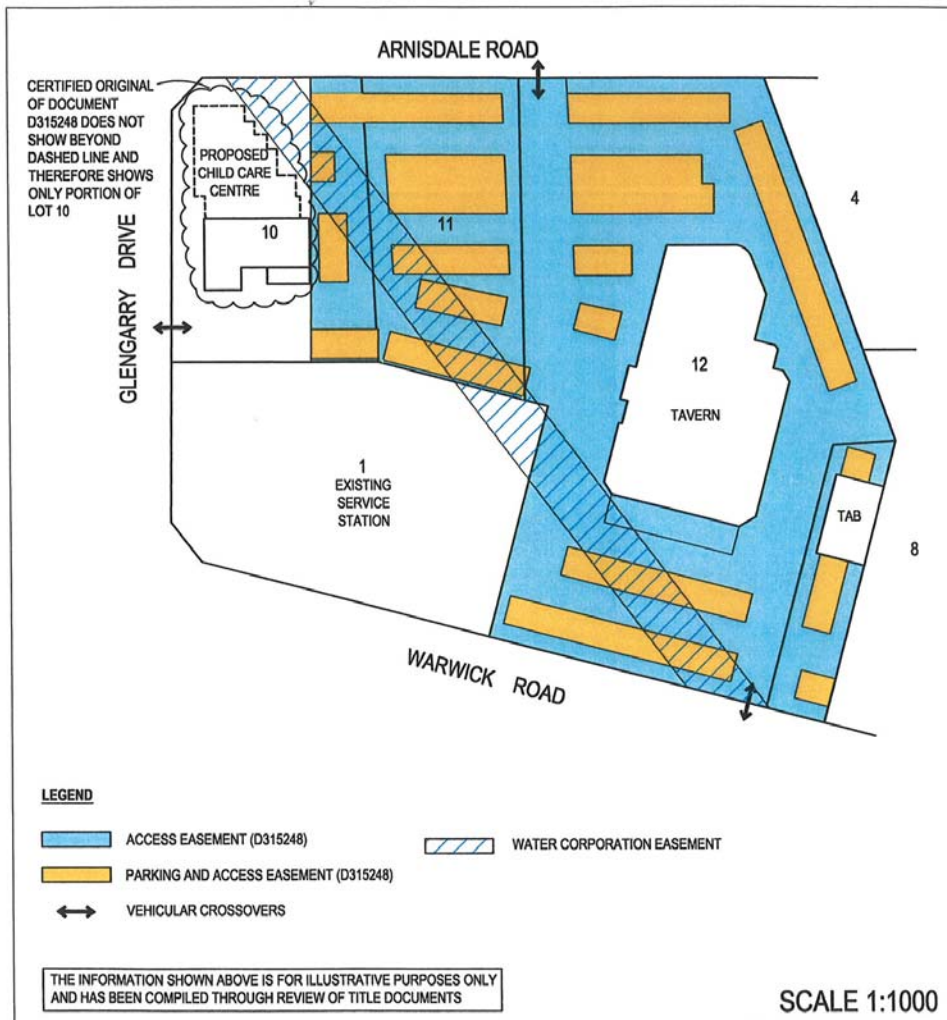 ARNISDALE ROAD
CERTIFIED ORIGINAL
OF DOCUMENT
D315248 DOES NOT
SHOW BEYOND
DASHED LINE AND
THEREFORE SHOWS
ONLY PORTION OF
LOT 10
PROPOSED
CHILD CARE
CENTRE
10
11
4
GLENGARRY DRIVE
12
TAVERN
1
EXISTING
SERVICE
STATION
TAB
8
WARWICK ROAD
LEGEND
ACCESS EASEMENT (D315248)
WATER CORPORATION EASEMENT
PARKING AND ACCESS EASEMENT (D315248)
VEHICULAR CROSSOVERS
THE INFORMATION SHOWN ABOVE IS FOR ILLUSTRATIVE PURPOSES ONLY
AND HAS BEEN COMPILED THROUGH REVIEW OF TITLE DOCUMENTS
SCALE 1:1000